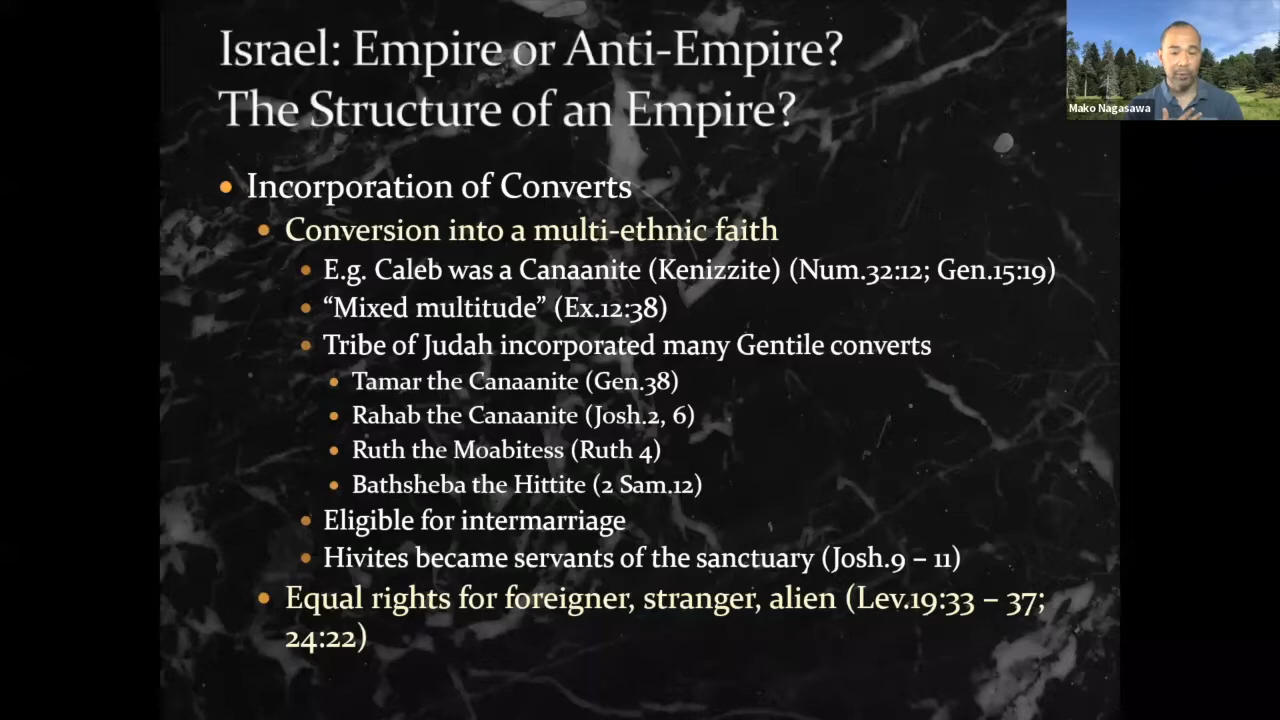 Israel: Empire or Anti-Empire?
The Structure of an Empire?
Mako Nagasawa
• Incorporation of Converts
• Conversion into a multi-ethnic faith
• E.g. Caleb was a Canaanite (Kenizzite) (Num.32:12; Gen.15:19)
• “Mixed multitude” (Ex.12:38)
• Tribe of Judah incorporated many Gentile converts
• Tamar the Canaanite (Gen.38)
• Rahab the Canaanite (Josh.2, 6)
• Ruth the Moabitess (Ruth 4)
• Bathsheba the Hittite (2 Sam.12)
• Eligible for intermarriage
• Hivites became servants of the sanctuary (Josh.9 – 11)
• Equal rights for foreigner, stranger, alien (Lev.19:33 – 37;
24:22)